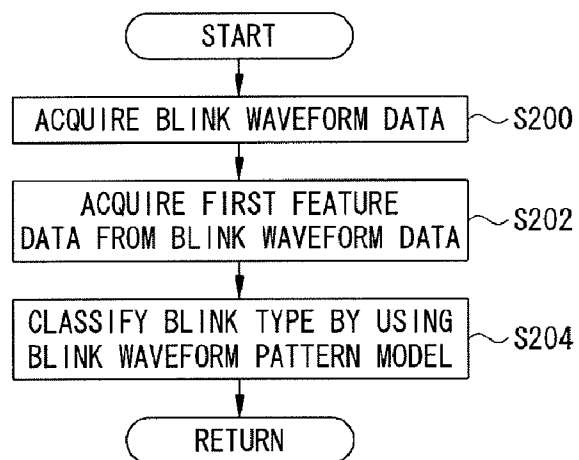 START
ACQUIRE BLINK WAVEFORM DATA
S200
ACQUIRE FIRST FEATURE
DATA FROM BLINK WAVEFORM DATA
S202
CLASSIFY BLINK TYPE BY USING
BLINK WAVEFORM PATTERN MODEL
S204
RETURN